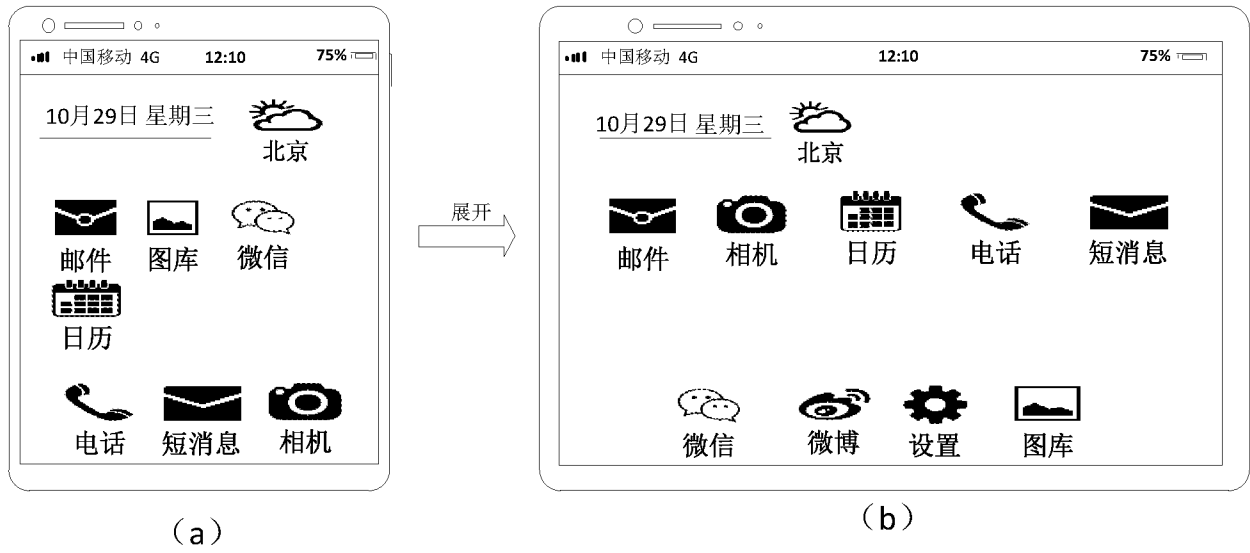 中国移动 4G 12:10 75%
10月29日 星期三
北京
邮件 图库 微信
日历
电话 短消息 相机
(a)
展开
中国移动 4G 12:10 75%
10月29日 星期三
北京
邮件 相机 日历 电话 短消息
微信 微博 设置 图库
(b)